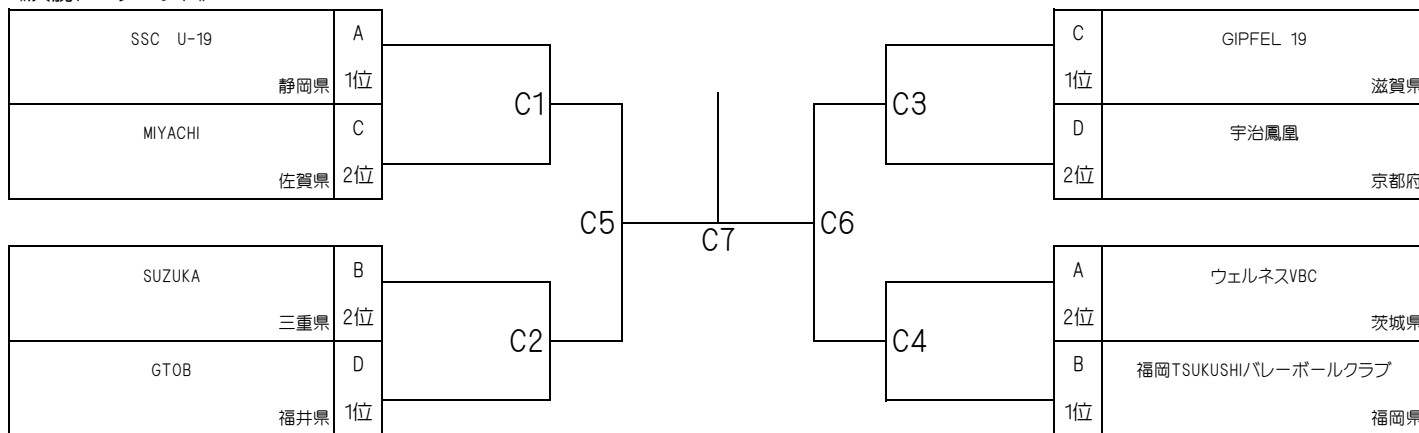 SSC U-19
A
静岡県
1位
MIYACHI
C
佐賀県
2位
SUZUKA
B
三重県
2位
GTOB
D
福井県
1位
C1
C2
C5
C7
C6
C3
C4
C
GIPFEL 19
1位
滋賀県
D
宇治鳳凰
2位
京都府
A
ウェルネスVBC
2位
茨城県
B
福岡TSUKUSHIバレーボールクラブ
1位
福岡県